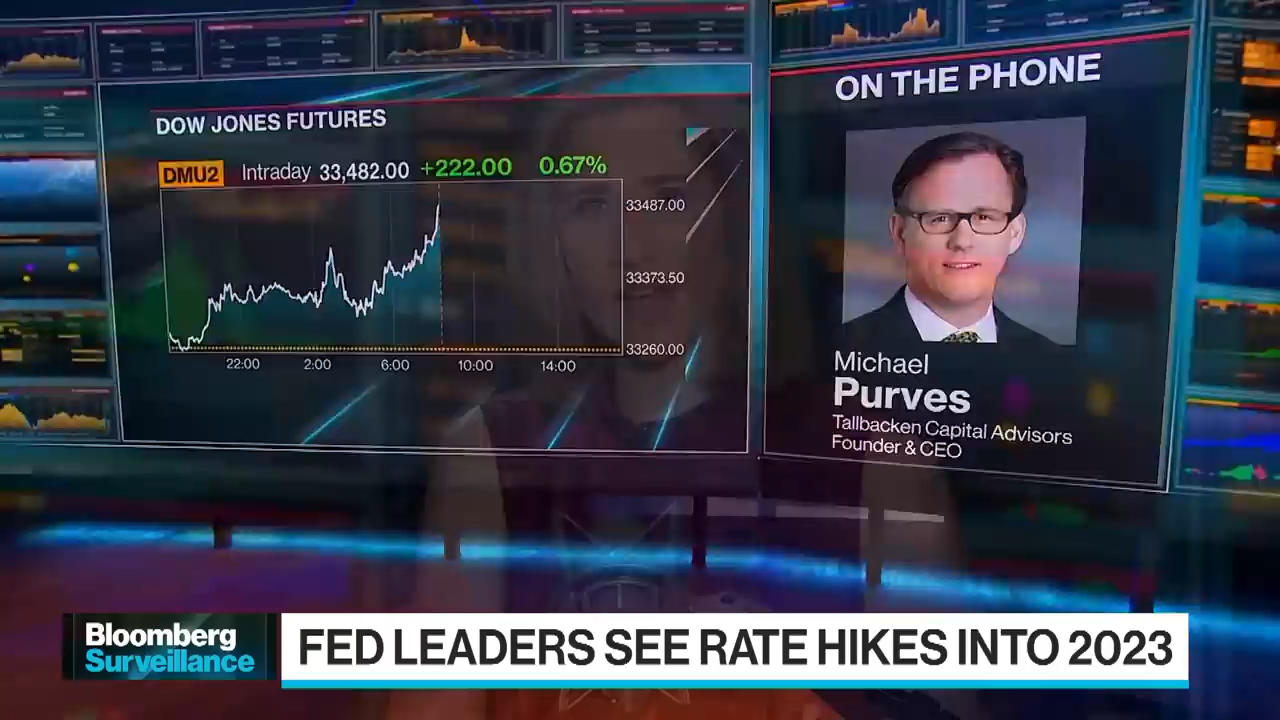 DOW JONES FUTURES
DMU2 Intraday 33,482.00 +222.00 0.67%
33487.00
33373.50
33260.00
22:00 2:00 6:00 10:00 14:00
ON THE PHONE
Michael
Purves
Tallbacken Capital Advisors
Founder & CEO
Bloomberg
Surveillance
FED LEADERS SEE RATE HIKES INTO 2023